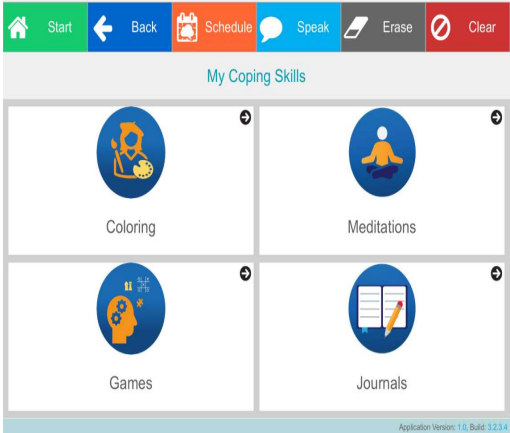 Start Back Schedule Speak Erase Clear
My Coping Skills
Coloring Meditations
Games Journals
Application Version: 1.0, Build: 3.2.3.4